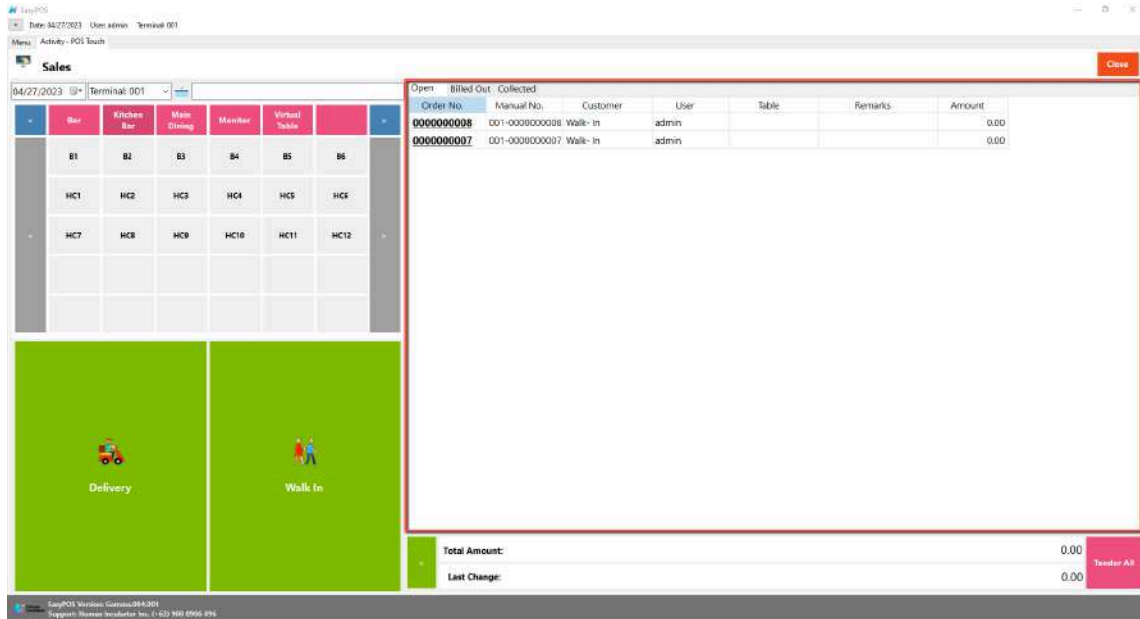 EasyPOS
Date: 04/27/2023 User: admin Terminal: 001
Menu Activity - POS Touch
Sales
Close
04/27/2023 Terminal: 001
Bar Kitchen Bar Main Dining Monitor Virtual Table
B1 B2 B3 B4 B5 B6
HC1 HC2 HC3 HC4 HC5 HC6
HC7 HC8 HC9 HC10 HC11 HC12
Delivery Walk In
Open Billed Out Collected
Order No. Manual No. Customer User Table Remarks Amount
0000000008 001-0000000008 Walk- In admin 0.00
0000000007 001-0000000007 Walk- In admin 0.00
Total Amount: 0.00
Last Change: 0.00
Tender All
EasyPOS Version: Gamma.004.001
Support: Human Incubator Inc.